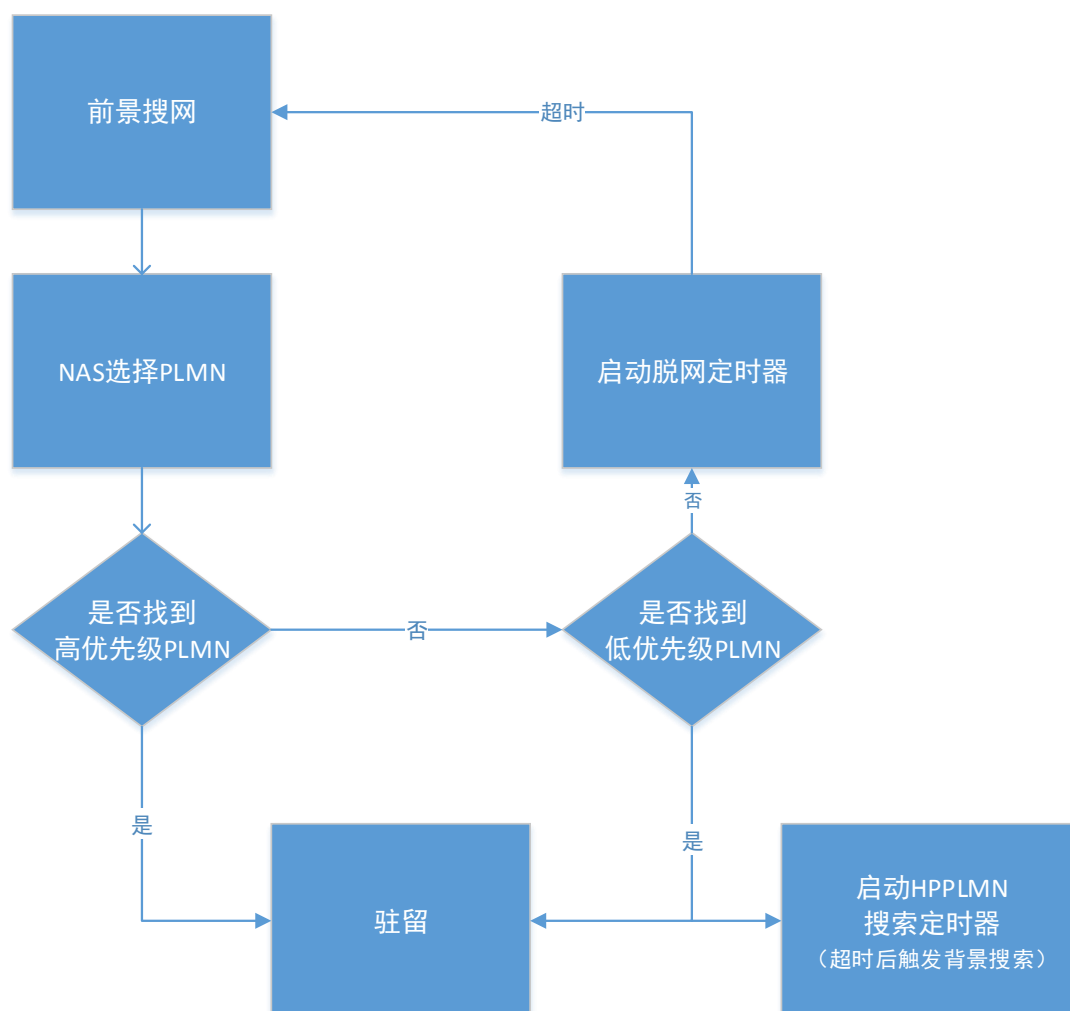 前景搜网
超时
NAS选择PLMN
启动脱网定时器
否
是否找到
高优先级PLMN
否
是否找到
低优先级PLMN
是
是
驻留
启动HPPLMN
搜索定时器
（超时后触发背景搜索）